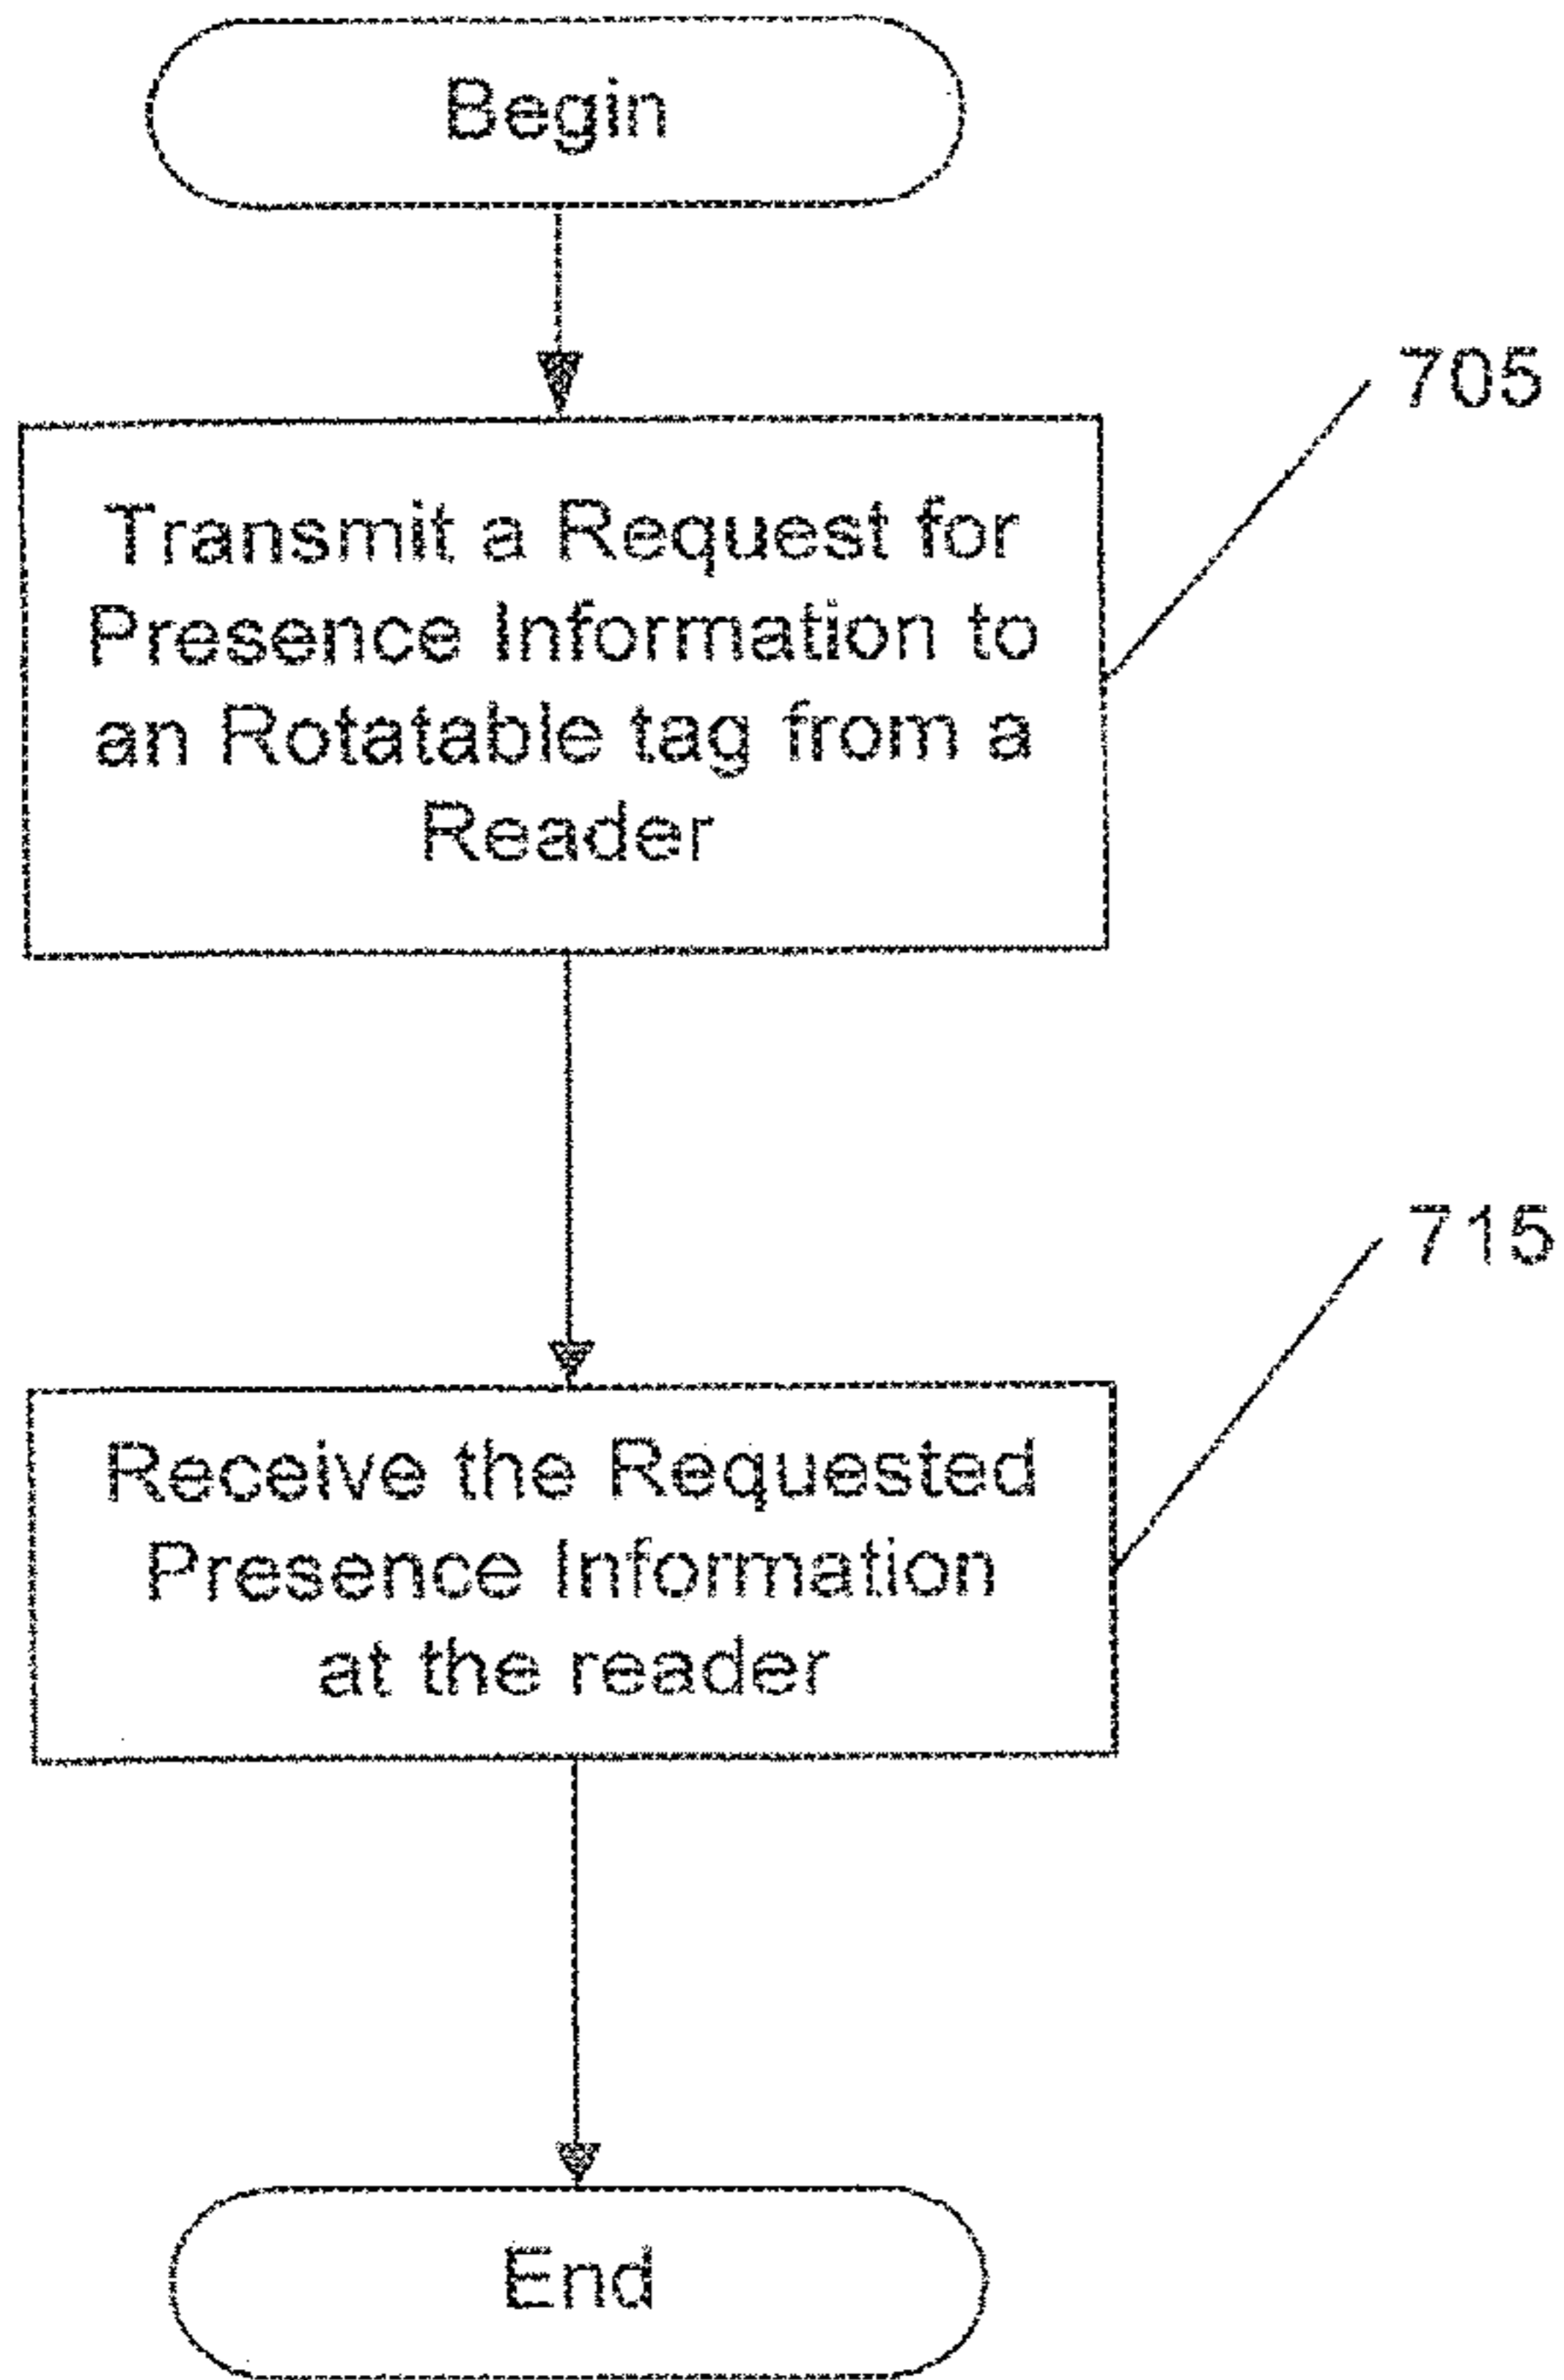 Begin
705
Transmit a Request for
Presence Information to
an Rotatable tag from a
Reader
715
Receive the Requested
Presence Information
at the reader
End